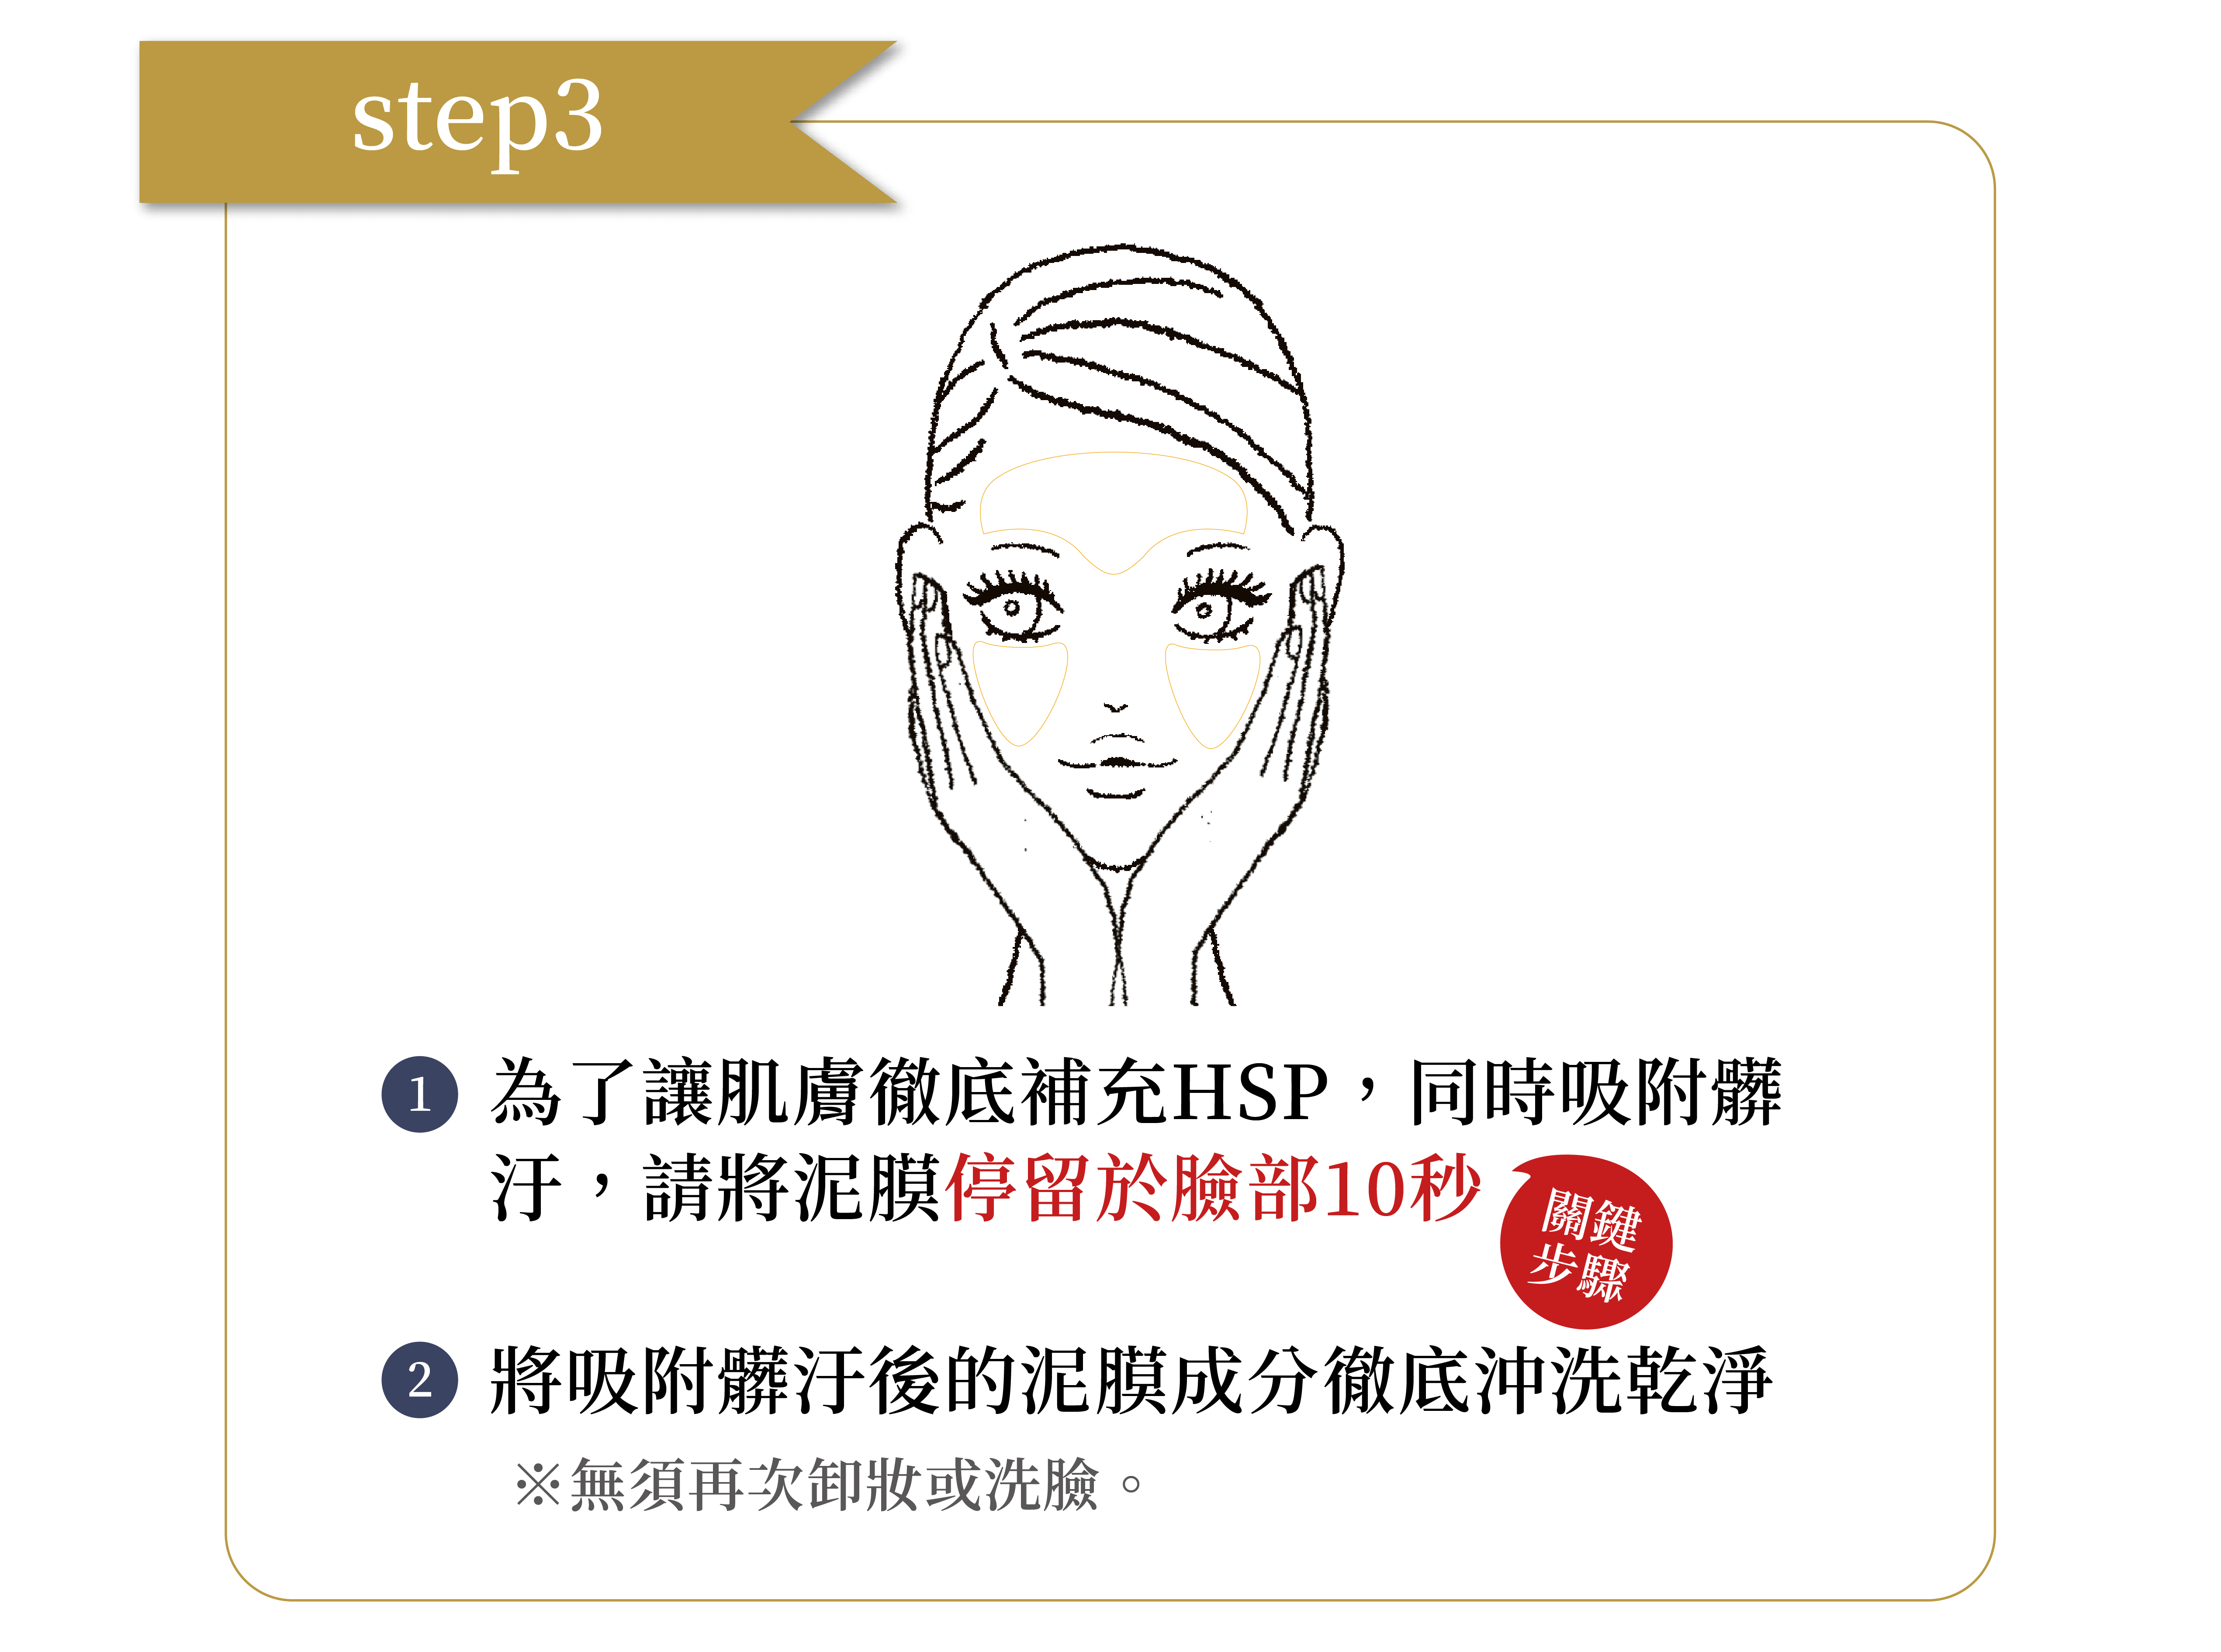 step3
1 為了讓肌膚徹底補充HSP，同時吸附髒
汙，請將泥膜停留於臉部10秒
關鍵
步驟
2 將吸附髒汙後的泥膜成分徹底沖洗乾淨
※無須再次卸妝或洗臉。